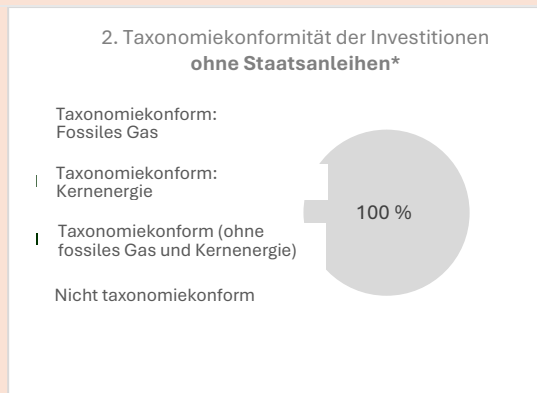 2. Taxonomiekonformität der Investitionen
ohne Staatsanleihen*
Taxonomiekonform:
Fossiles Gas
Taxonomiekonform:
Kernenergie
Taxonomiekonform (ohne
fossiles Gas und Kernenergie)
Nicht taxonomiekonform
100 %